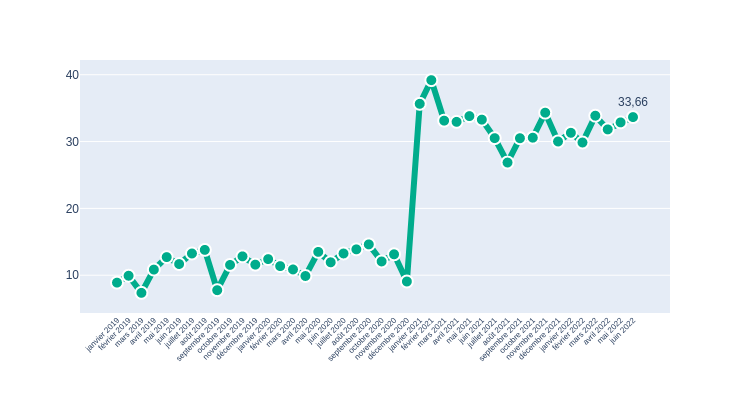 40
30
20
10
33,66
janvier 2019
février 2019
mars 2019
avril 2019
mai 2019
juin 2019
juillet 2019
août 2019
septembre 2019
octobre 2019
novembre 2019
décembre 2019
janvier 2020
février 2020
mars 2020
avril 2020
mai 2020
juin 2020
juillet 2020
août 2020
septembre 2020
octobre 2020
novembre 2020
décembre 2020
janvier 2021
février 2021
mars 2021
avril 2021
mai 2021
juin 2021
juillet 2021
août 2021
septembre 2021
octobre 2021
novembre 2021
décembre 2021
janvier 2022
février 2022
mars 2022
avril 2022
mai 2022
juin 2022